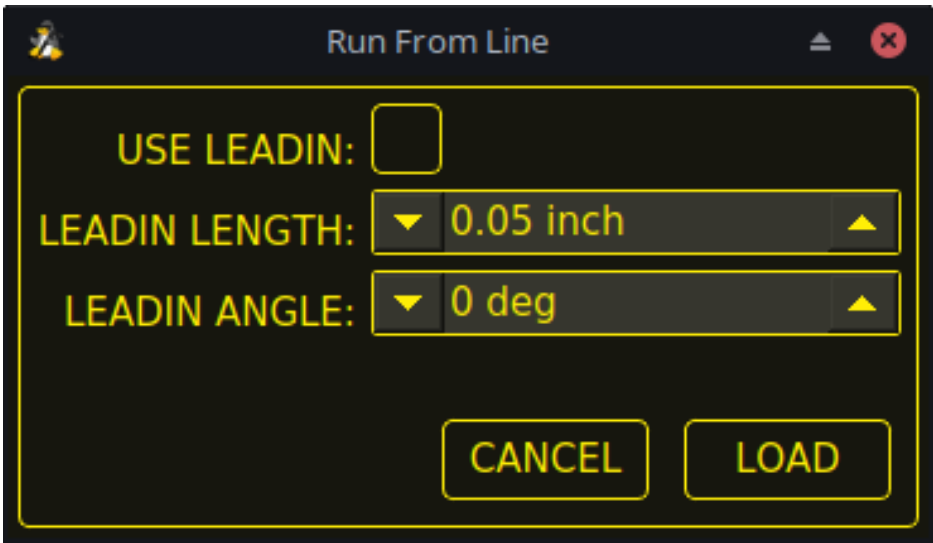 Run From Line
USE LEADIN:
LEADIN LENGTH: 0.05 inch
LEADIN ANGLE: 0 deg
CANCEL LOAD